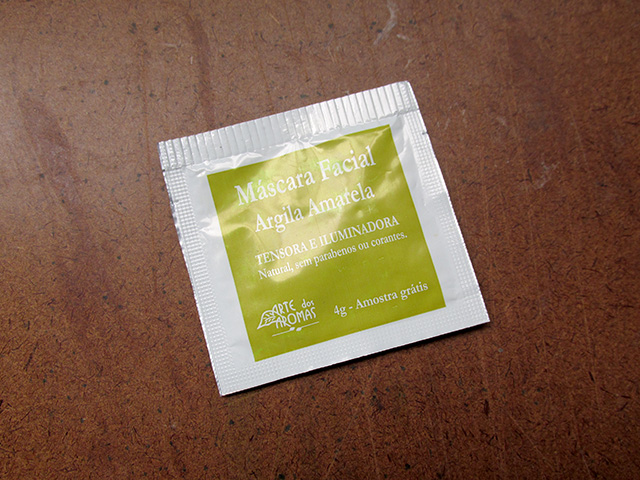 Máscara Facial
Argila Amarela
TENSORA E ILUMINADORA
Natural, sem parabenos ou corantes.
ARTE dos
AROMAS
4g - Amostra grátis